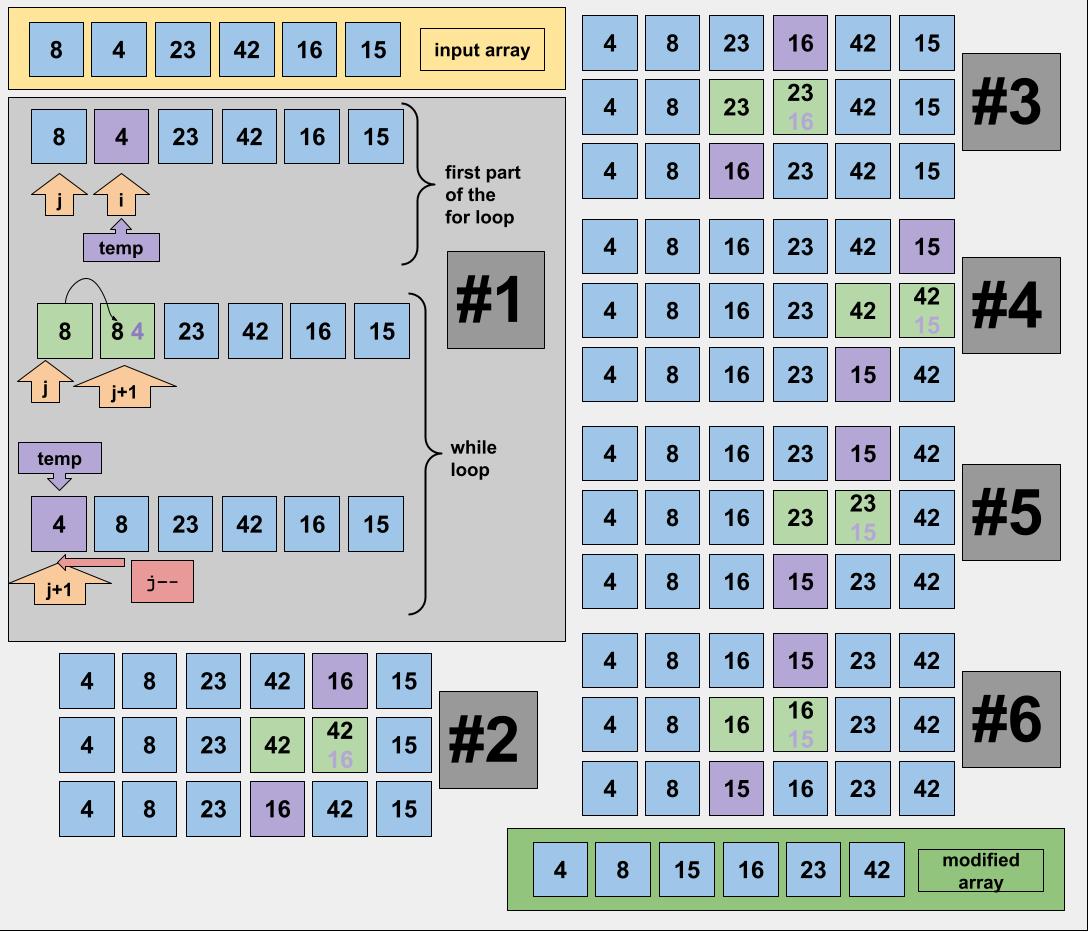 8 4 23 42 16 15 input array
8 4 23 42 16 15
j i
temp
first part
of the
for loop
#1
8 8 4 23 42 16 15
j j+1
while
loop
temp
4 8 23 42 16 15
j+1 j--
4 8 23 42 16 15
4 8 23 42 42 15
16
4 8 23 16 42 15
#2
4 8 23 16 42 15
4 8 23 23 42 15
16
4 8 16 23 42 15
#3
4 8 16 23 42 15
4 8 16 23 42 42
15
4 8 16 23 15 42
#4
4 8 16 23 15 42
4 8 16 23 23 42
15
4 8 16 15 23 42
#5
4 8 16 15 23 42
4 8 16 16 23 42
15
4 8 15 16 23 42
#6
4 8 15 16 23 42
modified
array